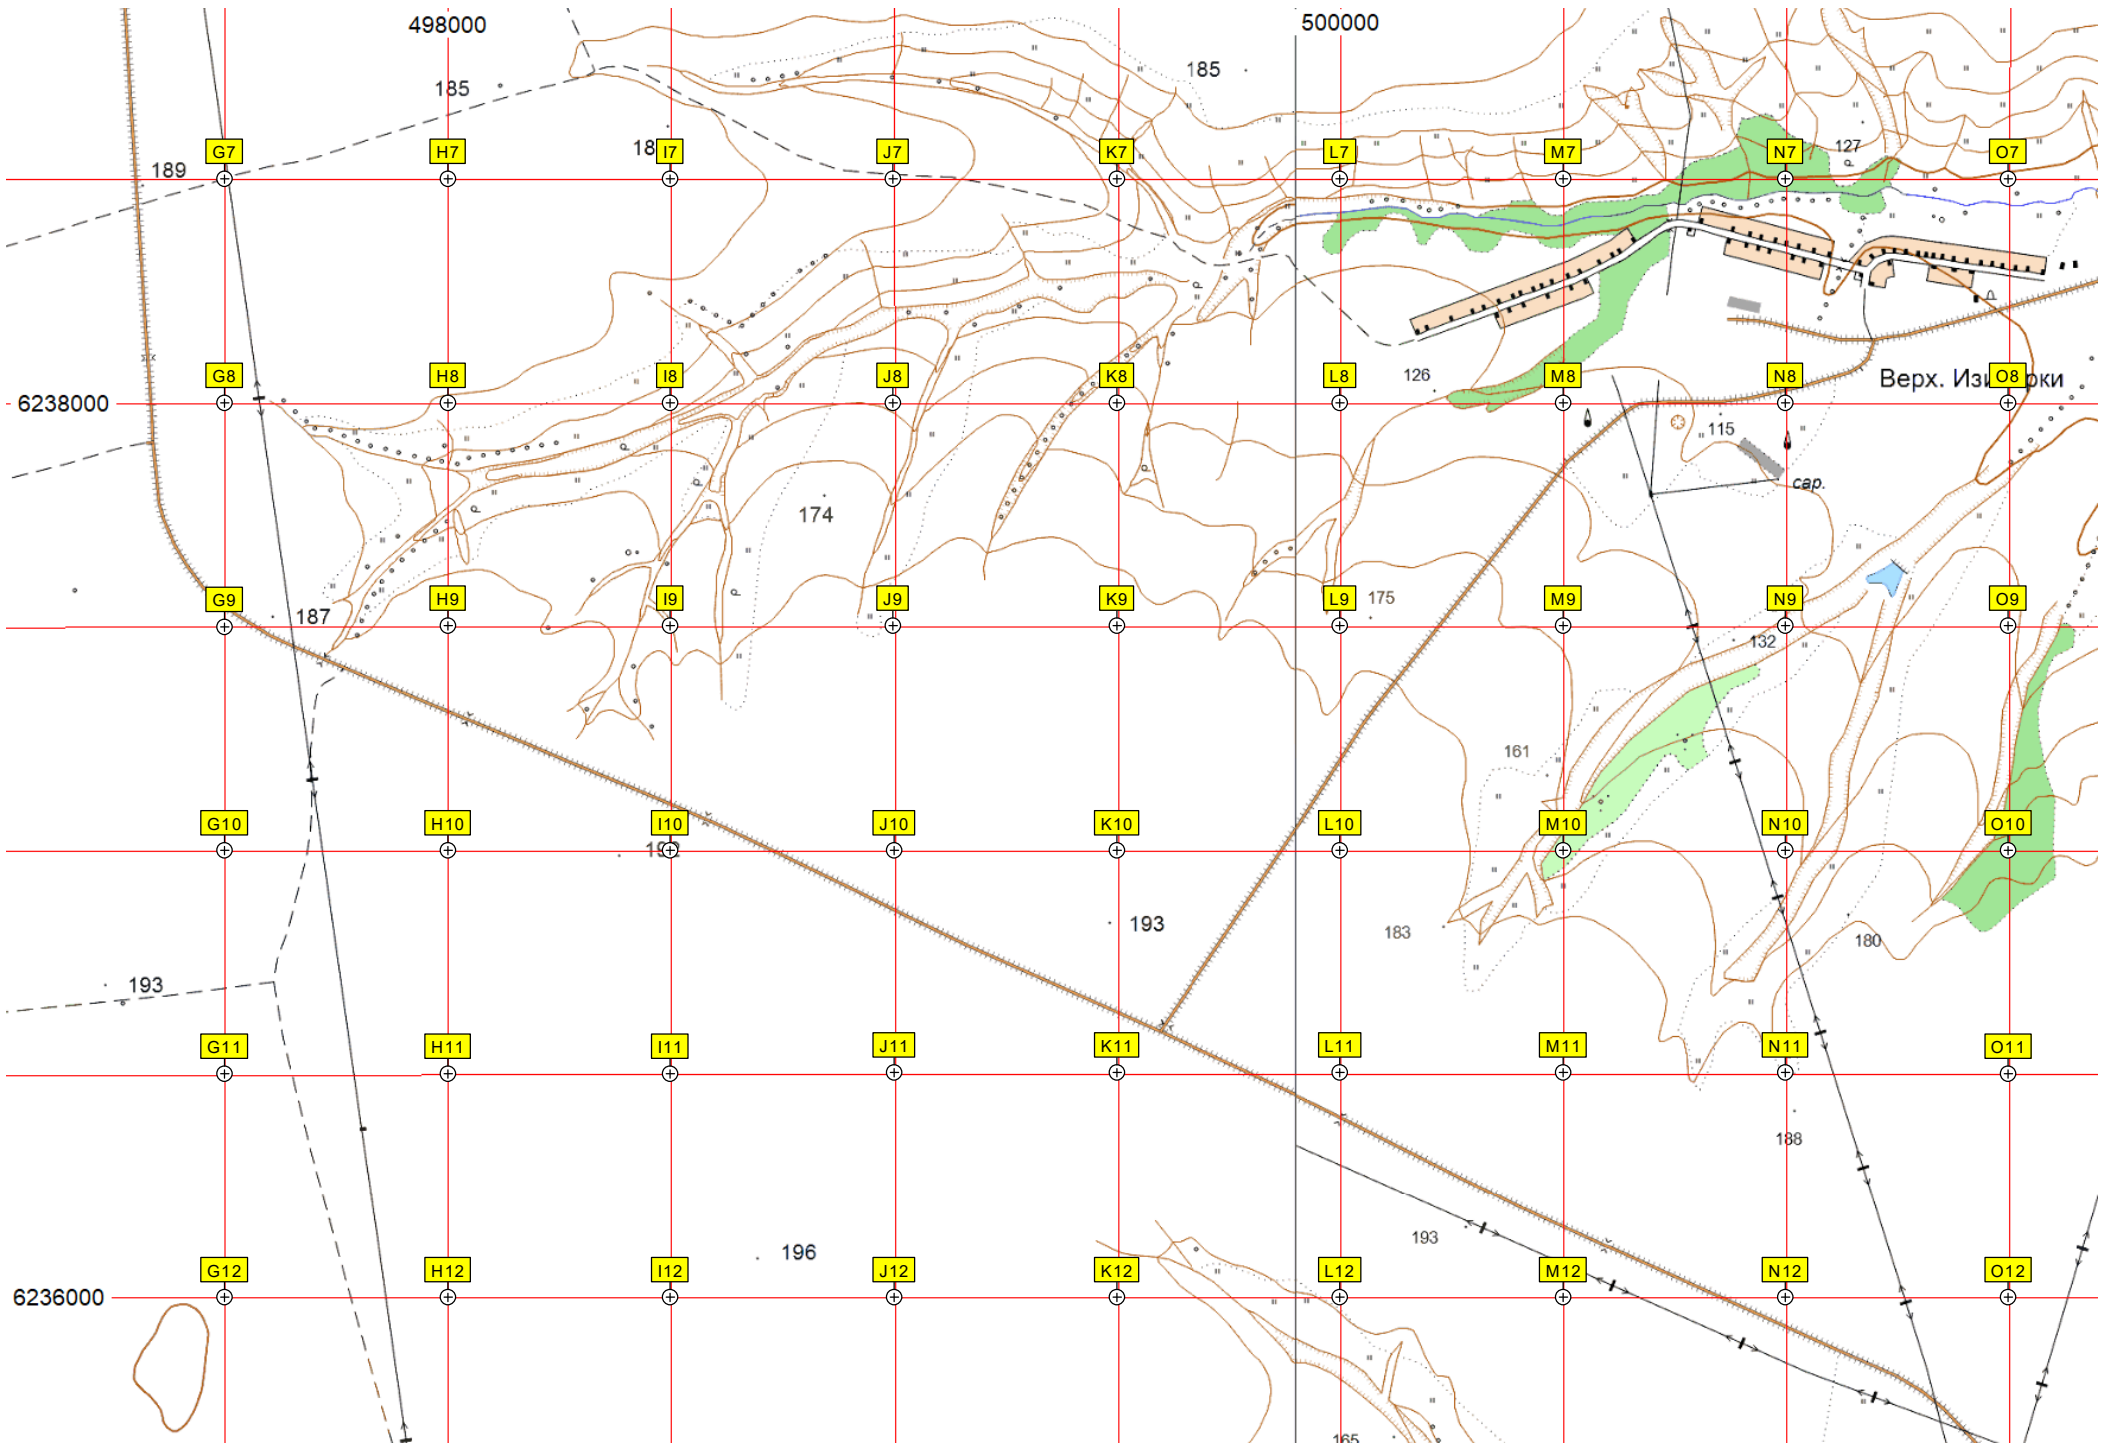 498000
500000
185
185
G7
H7
18
I7
J7
K7
L7
M7
N7
127
O7
189
G8
H8
I8
J8
K8
L8
126
M8
N8
Верх.
O8
6238000
115
сар.
174
G9
187
H9
I9
J9
K9
L9
175
M9
N9
O9
132
161
G10
H10
I10
J10
K10
L10
M10
N10
O10
193
183
180
193
G11
H11
I11
J11
K11
L11
M11
N11
O11
188
196
193
G12
H12
I12
J12
K12
L12
M12
N12
O12
6236000
165